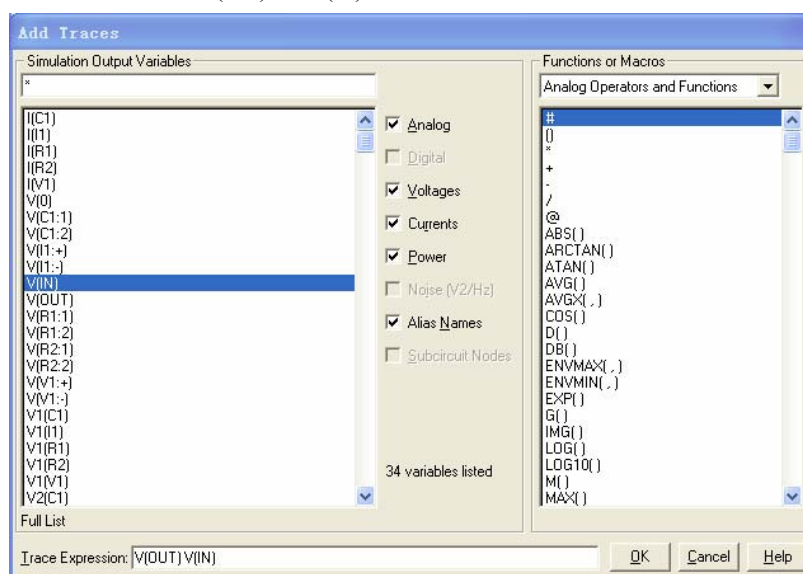 Add Traces
Simulation Output Variables
*
I(C1)
I(I1)
I(R1)
I(R2)
I(V1)
V(0)
V(C1:1)
V(C1:2)
V(I1:+)
V(I1:-)
V(IN)
V(OUT)
V(R1:1)
V(R1:2)
V(R2:1)
V(R2:2)
V(V1:+)
V(V1:-)
V1(C1)
V1(I1)
V1(R1)
V1(R2)
V1(V1)
V2(C1)
Full List
Analog
Digital
Voltages
Currents
Power
Noise (V2/Hz)
Alias Names
Subcircuit Nodes
34 variables listed
Functions or Macros
Analog Operators and Functions
#
()
*
+
-
/
@
ABS( )
ARCTAN( )
ATAN( )
AVG( )
AVGX( , )
COS( )
D( )
DB( )
ENVMAX( , )
ENVMIN( , )
EXP( )
G( )
IMG( )
LOG( )
LOG10( )
M( )
MAX( )
Trace Expression: V(OUT) V(IN)
OK Cancel Help